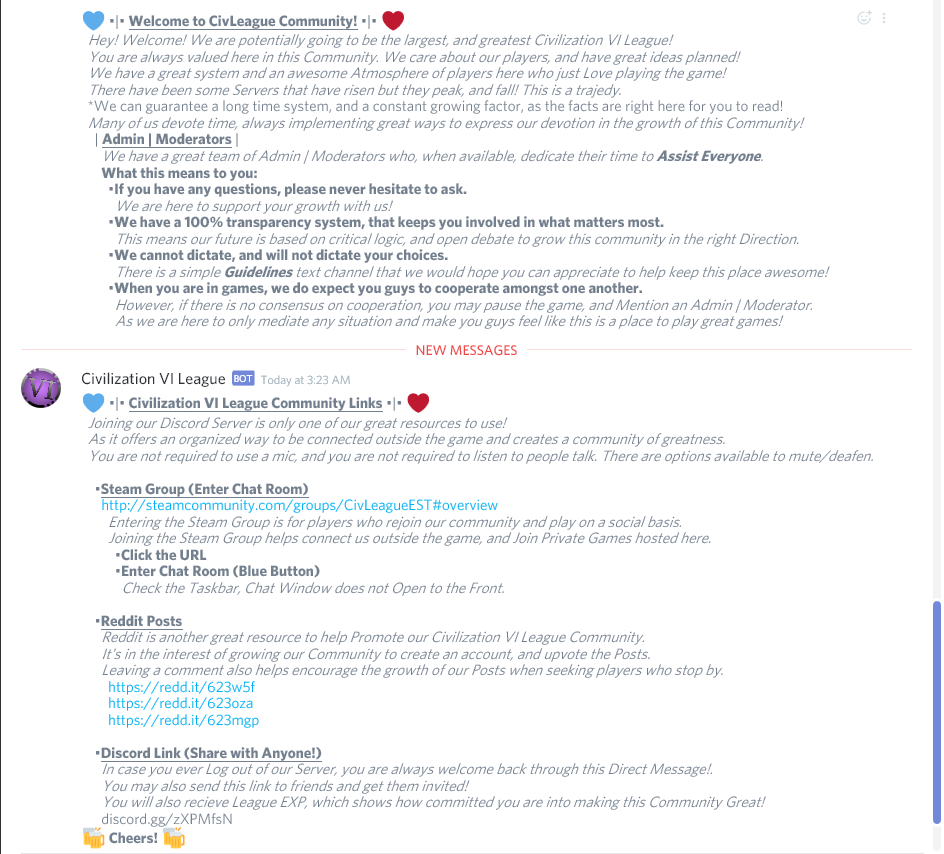 💙 ·|· Welcome to CivLeague Community! ·|· ❤️
Hey! Welcome! We are potentially going to be the largest, and greatest Civilization VI League!
You are always valued here in this Community. We care about our players, and have great ideas planned!
We have a great system and an awesome Atmosphere of players here who just Love playing the game!
There have been some Servers that have risen but they peak, and fall! This is a trajedy.
*We can guarantee a long time system, and a constant growing factor, as the facts are right here for you to read!
Many of us devote time, always implementing great ways to express our devotion in the growth of this Community!
| Admin | Moderators |
We have a great team of Admin | Moderators who, when available, dedicate their time to Assist Everyone.
What this means to you:
▪If you have any questions, please never hesitate to ask.
We are here to support your growth with us!
▪We have a 100% transparency system, that keeps you involved in what matters most.
This means our future is based on critical logic, and open debate to grow this community in the right Direction.
▪We cannot dictate, and will not dictate your choices.
There is a simple Guidelines text channel that we would hope you can appreciate to help keep this place awesome!
▪When you are in games, we do expect you guys to cooperate amongst one another.
However, if there is no consensus on cooperation, you may pause the game, and Mention an Admin | Moderator.
As we are here to only mediate any situation and make you guys feel like this is a place to play great games!
NEW MESSAGES
VI
Civilization VI League BOT Today at 3:23 AM
💙 ·|· Civilization VI League Community Links ·|· ❤️
Joining our Discord Server is only one of our great resources to use!
As it offers an organized way to be connected outside the game and creates a community of greatness.
You are not required to use a mic, and you are not required to listen to people talk. There are options available to mute/deafen.
▪Steam Group (Enter Chat Room)
http://steamcommunity.com/groups/CivLeagueEST#overview
Entering the Steam Group is for players who rejoin our community and play on a social basis.
Joining the Steam Group helps connect us outside the game, and Join Private Games hosted here.
▪Click the URL
▪Enter Chat Room (Blue Button)
Check the Taskbar, Chat Window does not Open to the Front.
▪Reddit Posts
Reddit is another great resource to help Promote our Civilization VI League Community.
It's in the interest of growing our Community to create an account, and upvote the Posts.
Leaving a comment also helps encourage the growth of our Posts when seeking players who stop by.
https://redd.it/623w5f
https://redd.it/623oza
https://redd.it/623mgp
▪Discord Link (Share with Anyone!)
In case you ever Log out of our Server, you are always welcome back through this Direct Message!.
You may also send this link to friends and get them invited!
You will also recieve League EXP, which shows how committed you are into making this Community Great!
discord.gg/zXPMfsN
🍻 Cheers! 🍻